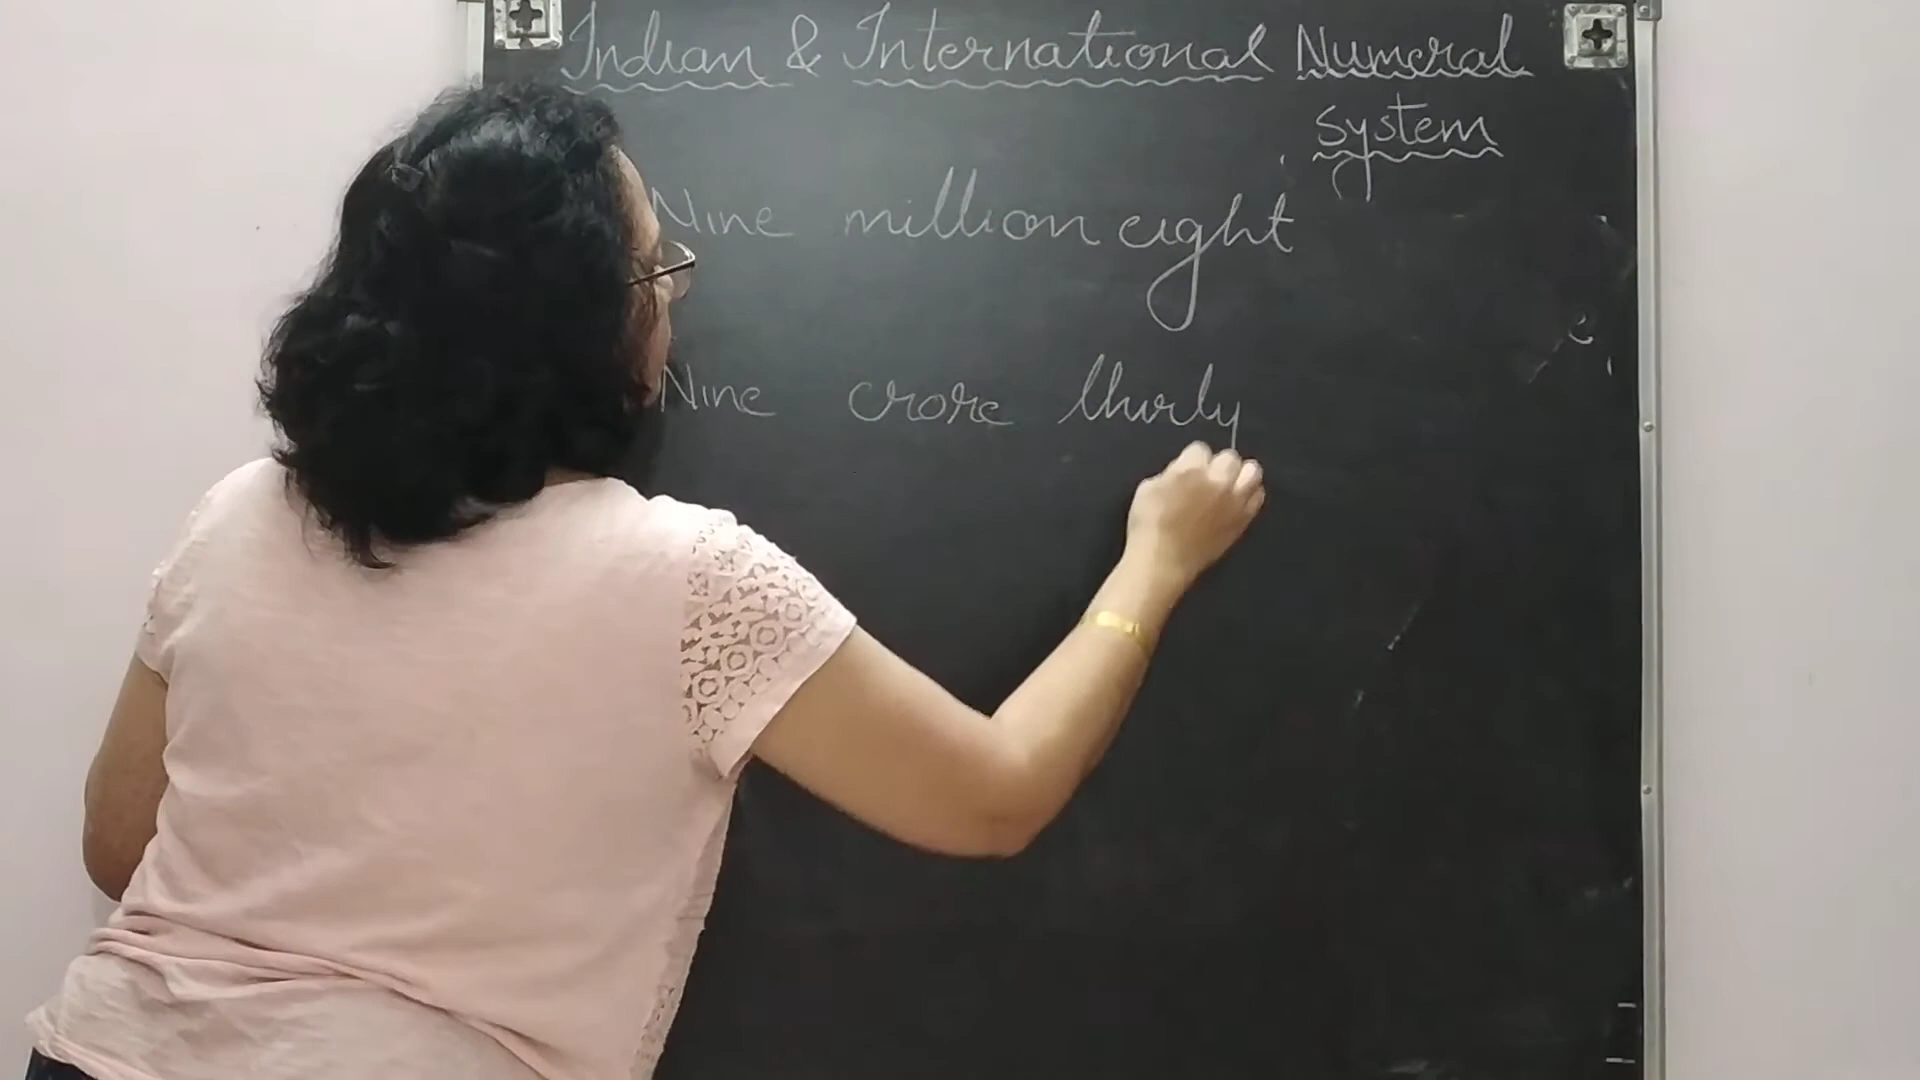 Indian & International Numeral
System
Nine million eight
Nine crore thirty